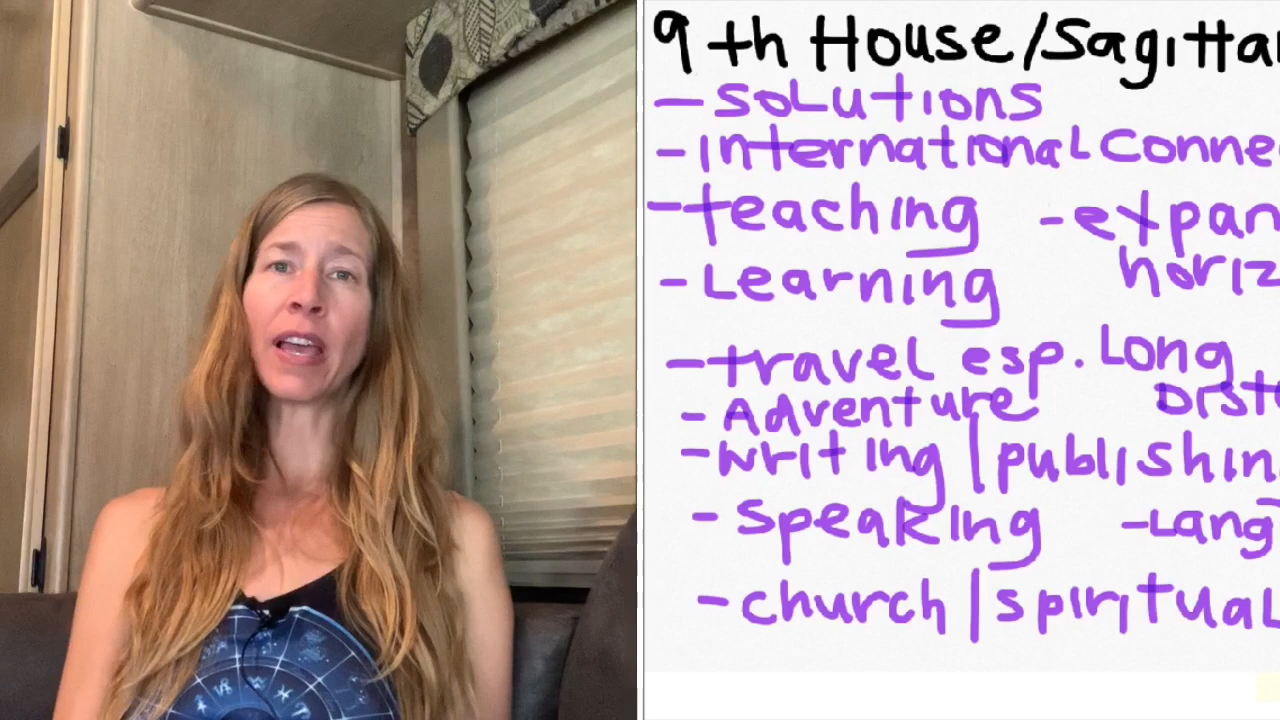 9th House/Sagitta
- Solutions
- International Conne
- teaching - expan
horiz
- Learning
- travel esp. Long
- Adventure Dist
- writing/publishin
- speaking - Lang
- church/spiritual